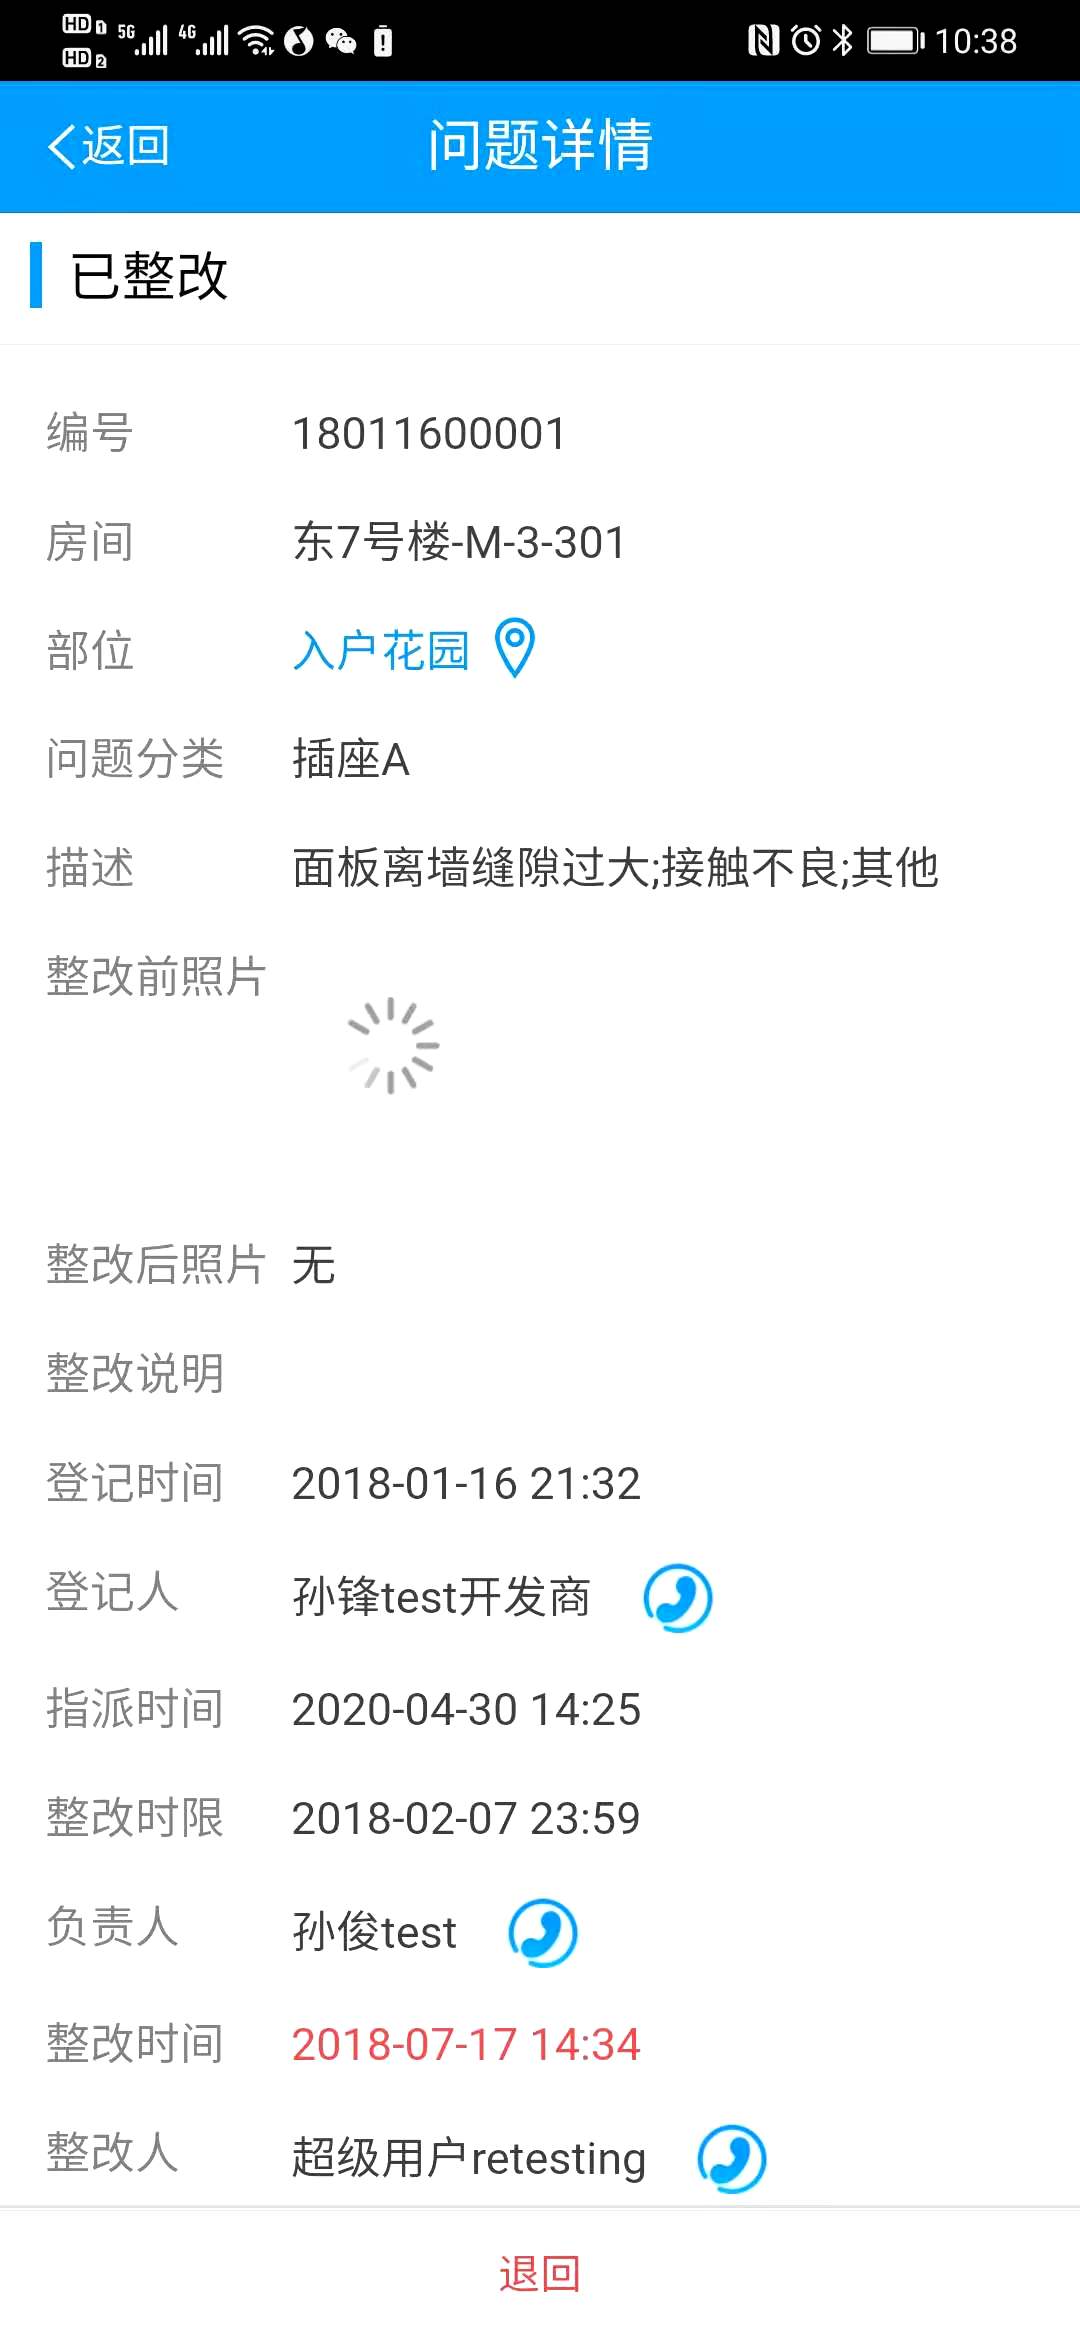 HD 1 5G 4G 10:38
HD 2
返回 问题详情
已整改
编号 18011600001
房间 东7号楼-M-3-301
部位 入户花园
问题分类 插座A
描述 面板离墙缝隙过大;接触不良;其他
整改前照片
整改后照片 无
整改说明
登记时间 2018-01-16 21:32
登记人 孙锋test开发商
指派时间 2020-04-30 14:25
整改时限 2018-02-07 23:59
负责人 孙俊test
整改时间 2018-07-17 14:34
整改人 超级用户retesting
退回